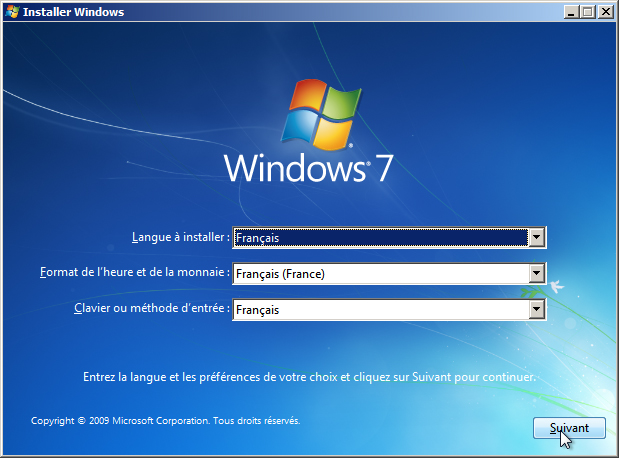 Installer Windows
Windows® 7
Langue à installer : Français
Format de l'heure et de la monnaie : Français (France)
Clavier ou méthode d'entrée : Français
Entrez la langue et les préférences de votre choix et cliquez sur Suivant pour continuer.
Copyright © 2009 Microsoft Corporation. Tous droits réservés.
Suivant